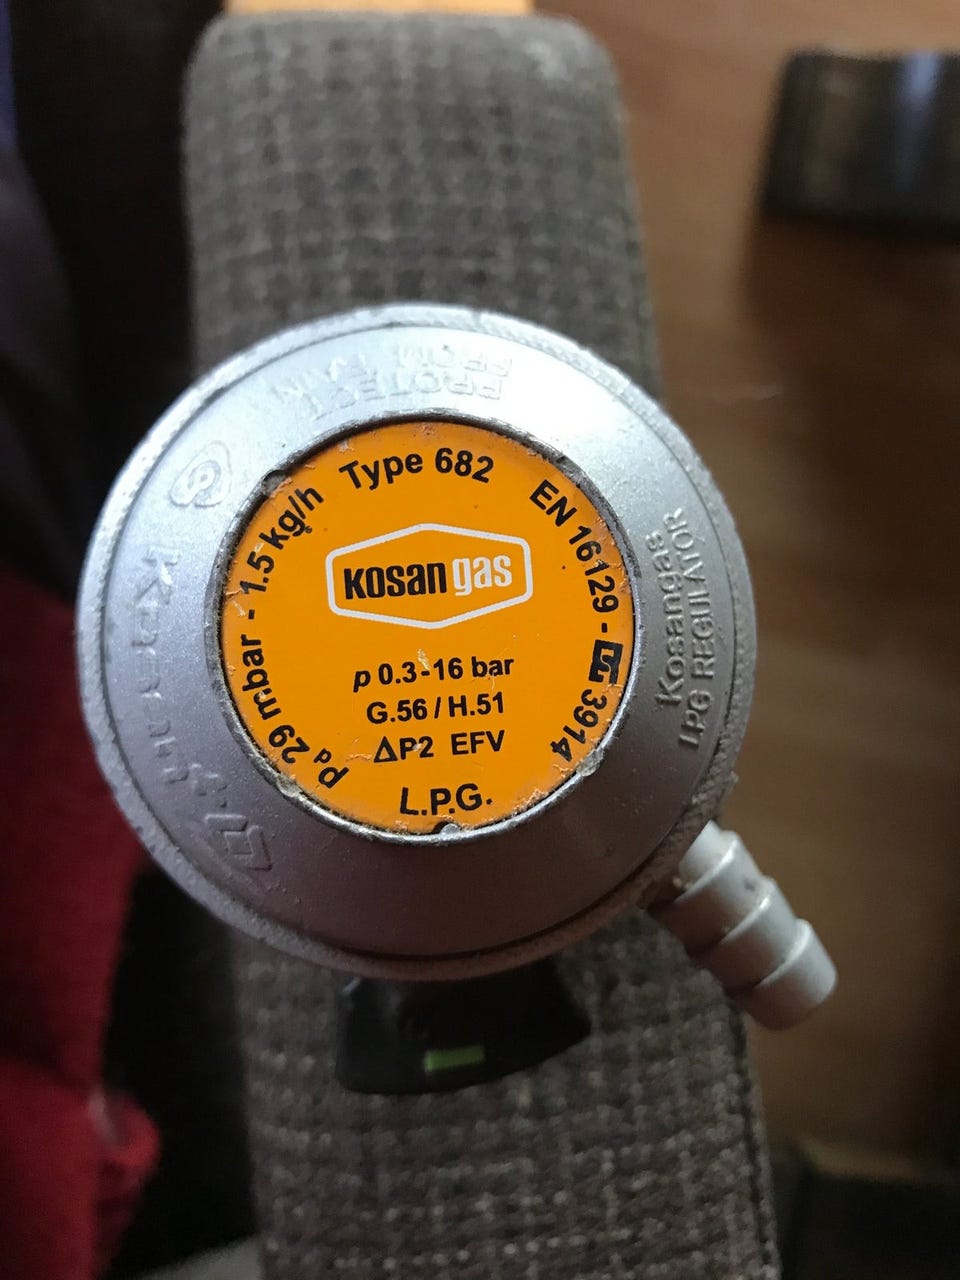 PROTECT
FROM RAIN
Type 682
EN 16129 - 3914
KOSAN gas
p 0.3-16 bar
G.56 / H.51
ΔP2 EFV
L.P.G.
pd 29 mbar - 1.5 kg/h
Kosangas
LPG REGULATOR